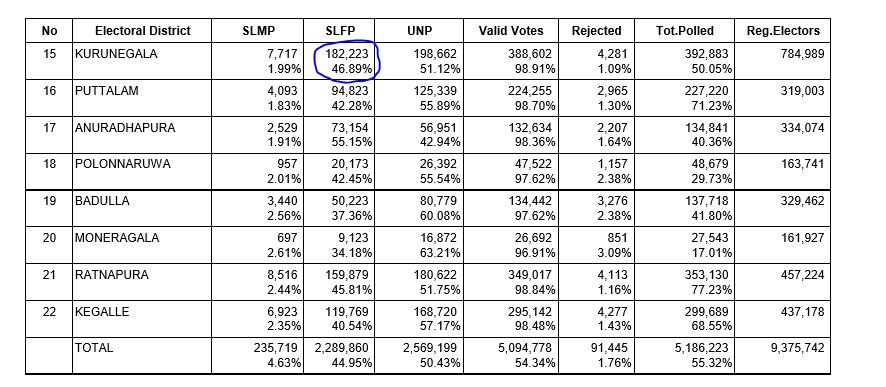 No Electoral District SLMP SLFP UNP Valid Votes Rejected Tot.Polled Reg.Electors
15 KURUNEGALA 7,717 182,223 198,662 388,602 4,281 392,883 784,989
1.99% 46.89% 51.12% 98.91% 1.09% 50.05%
16 PUTTALAM 4,093 94,823 125,339 224,255 2,965 227,220 319,003
1.83% 42.28% 55.89% 98.70% 1.30% 71.23%
17 ANURADHAPURA 2,529 73,154 56,951 132,634 2,207 134,841 334,074
1.91% 55.15% 42.94% 98.36% 1.64% 40.36%
18 POLONNARUWA 957 20,173 26,392 47,522 1,157 48,679 163,741
2.01% 42.45% 55.54% 97.62% 2.38% 29.73%
19 BADULLA 3,440 50,223 80,779 134,442 3,276 137,718 329,462
2.56% 37.36% 60.08% 97.62% 2.38% 41.80%
20 MONERAGALA 697 9,123 16,872 26,692 851 27,543 161,927
2.61% 34.18% 63.21% 96.91% 3.09% 17.01%
21 RATNAPURA 8,516 159,879 180,622 349,017 4,113 353,130 457,224
2.44% 45.81% 51.75% 98.84% 1.16% 77.23%
22 KEGALLE 6,923 119,769 168,720 295,142 4,277 299,689 437,178
2.35% 40.54% 57.17% 98.48% 1.43% 68.55%
TOTAL 235,719 2,289,860 2,569,199 5,094,778 91,445 5,186,223 9,375,742
4.63% 44.95% 50.43% 54.34% 1.76% 55.32%